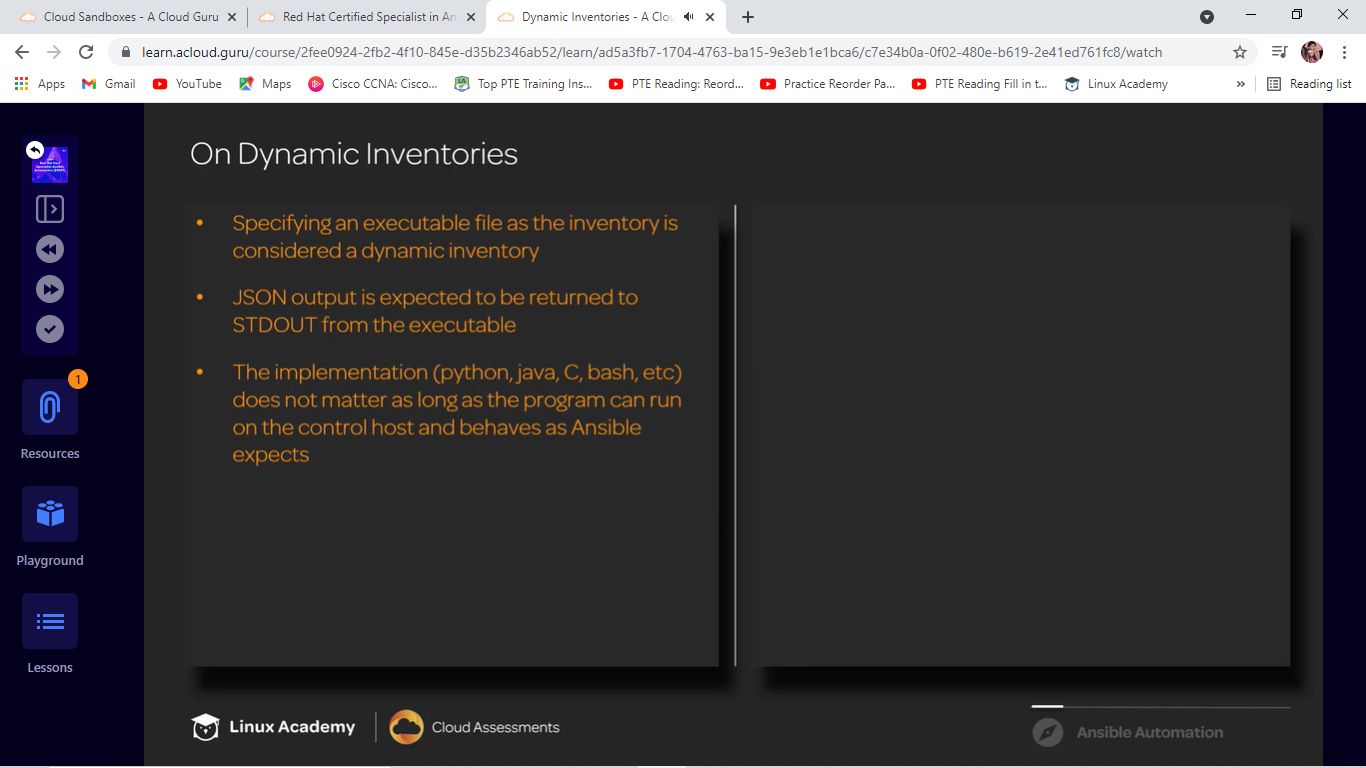 Cloud Sandboxes - A Cloud Guru
Red Hat Certified Specialist in An
Dynamic Inventories - A Clou
learn.acloud.guru/course/2fee0924-2fb2-4f10-845e-d35b2346ab52/learn/ad5a3fb7-1704-4763-ba15-9e3eb1e1bca6/c7e34b0a-0f02-480e-b619-2e41ed761fc8/watch
Apps
Gmail
YouTube
Maps
Cisco CCNA: Cisco...
Top PTE Training Ins...
PTE Reading: Reord...
Practice Reorder Pa...
PTE Reading Fill in t...
Linux Academy
»
Reading list
On Dynamic Inventories
• Specifying an executable file as the inventory is
considered a dynamic inventory
• JSON output is expected to be returned to
STDOUT from the executable
• The implementation (python, java, C, bash, etc)
does not matter as long as the program can run
on the control host and behaves as Ansible
expects
1
Resources
Playground
Lessons
Linux Academy
Cloud Assessments
Ansible Automation